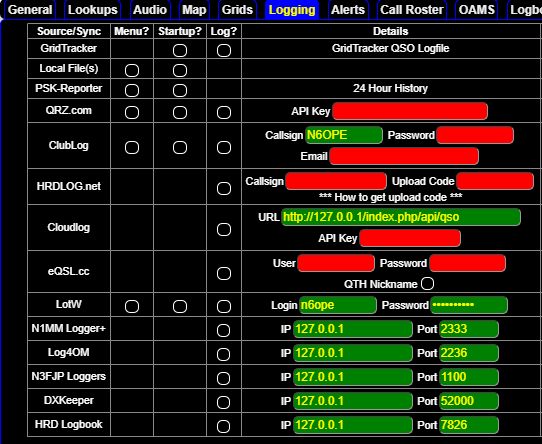 General Lookups Audio Map Grids Logging Alerts Call Roster OAMS
Source/Sync Menu? Startup? Log? Details
GridTracker GridTracker QSO Logfile
Local File(s)
PSK-Reporter 24 Hour History
QRZ.com API Key
ClubLog Callsign N6OPE Password
Email
HRDLOG.net Callsign Upload Code
*** How to get upload code ***
Cloudlog URL http://127.0.0.1/index.php/api/qso
API Key
eQSL.cc User Password
QTH Nickname
LotW Login n6ope Password ••••••••••
N1MM Logger+ IP 127.0.0.1 Port 2333
Log4OM IP 127.0.0.1 Port 2236
N3FJP Loggers IP 127.0.0.1 Port 1100
DXKeeper IP 127.0.0.1 Port 52000
HRD Logbook IP 127.0.0.1 Port 7826